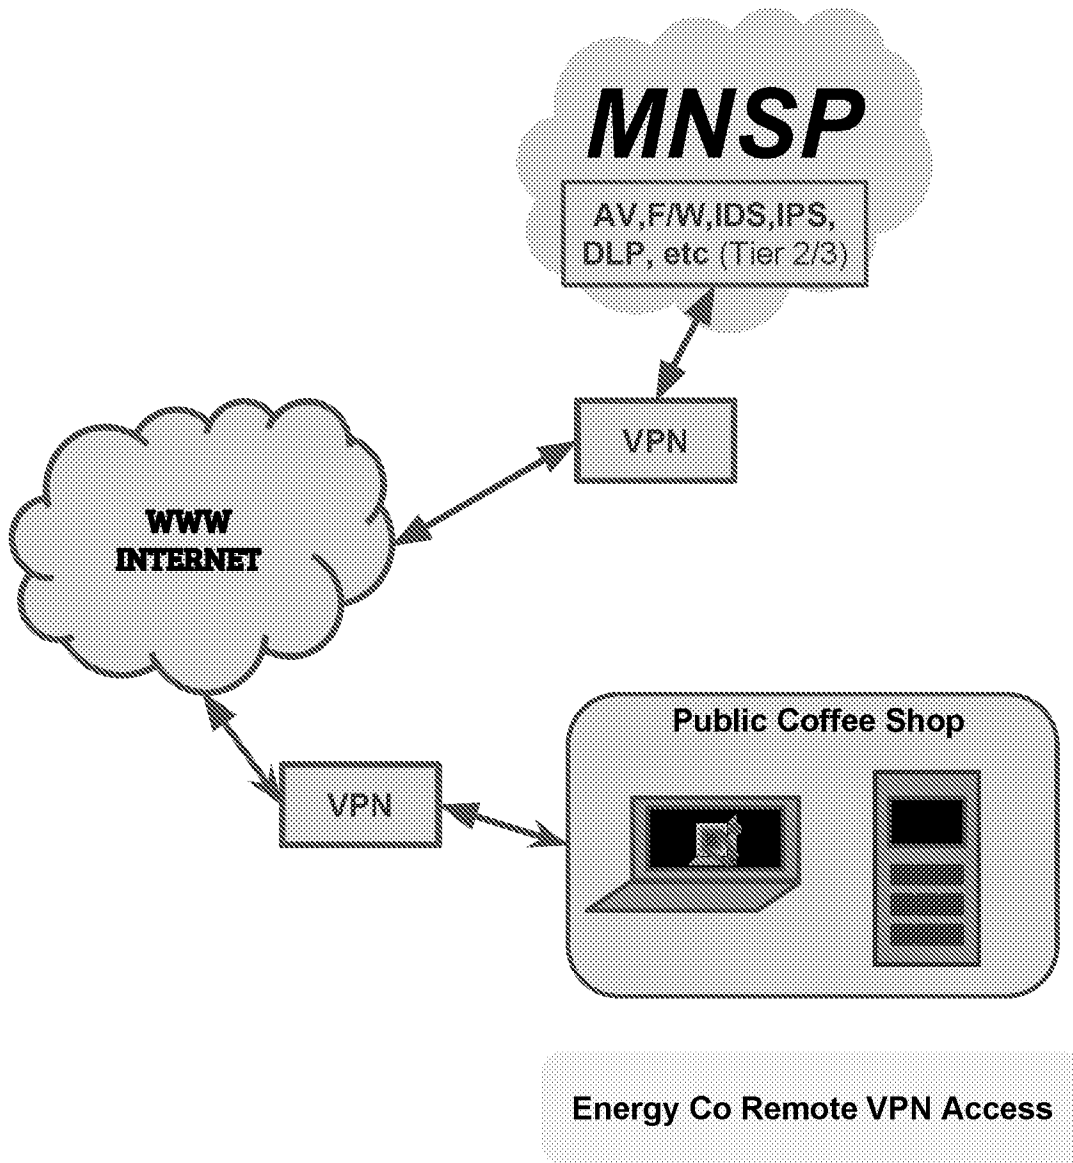 MNSP
AV,F/W,IDS,IPS,
DLP, etc (Tier 2/3)
VPN
WWW
INTERNET
Public Coffee Shop
VPN
Energy Co Remote VPN Access